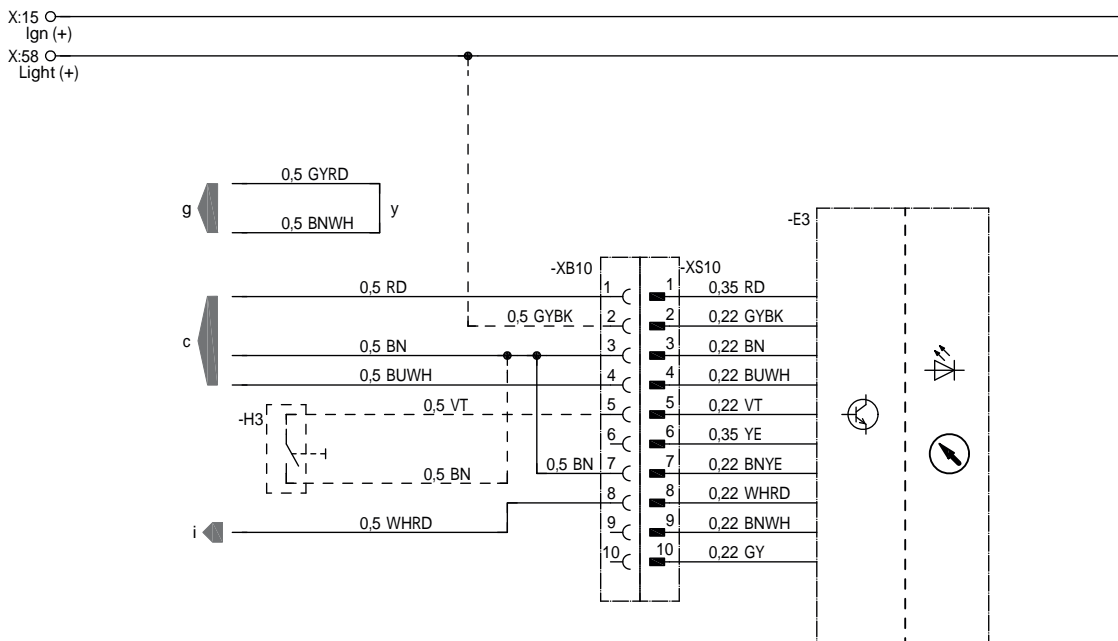 X:15
Ign (+)
X:58
Light (+)
0,5 GYRD
g
y
0,5 BNWH
-E3
-XB10
-XS10
0,5 RD
1
1
0,35 RD
0,5 GYBK
2
2
0,22 GYBK
c
0,5 BN
3
3
0,22 BN
0,5 BUWH
4
4
0,22 BUWH
-H3
0,5 VT
5
5
0,22 VT
6
6
0,35 YE
0,5 BN
0,5 BN
7
7
0,22 BNYE
8
8
0,22 WHRD
i
0,5 WHRD
9
9
0,22 BNWH
10
10
0,22 GY